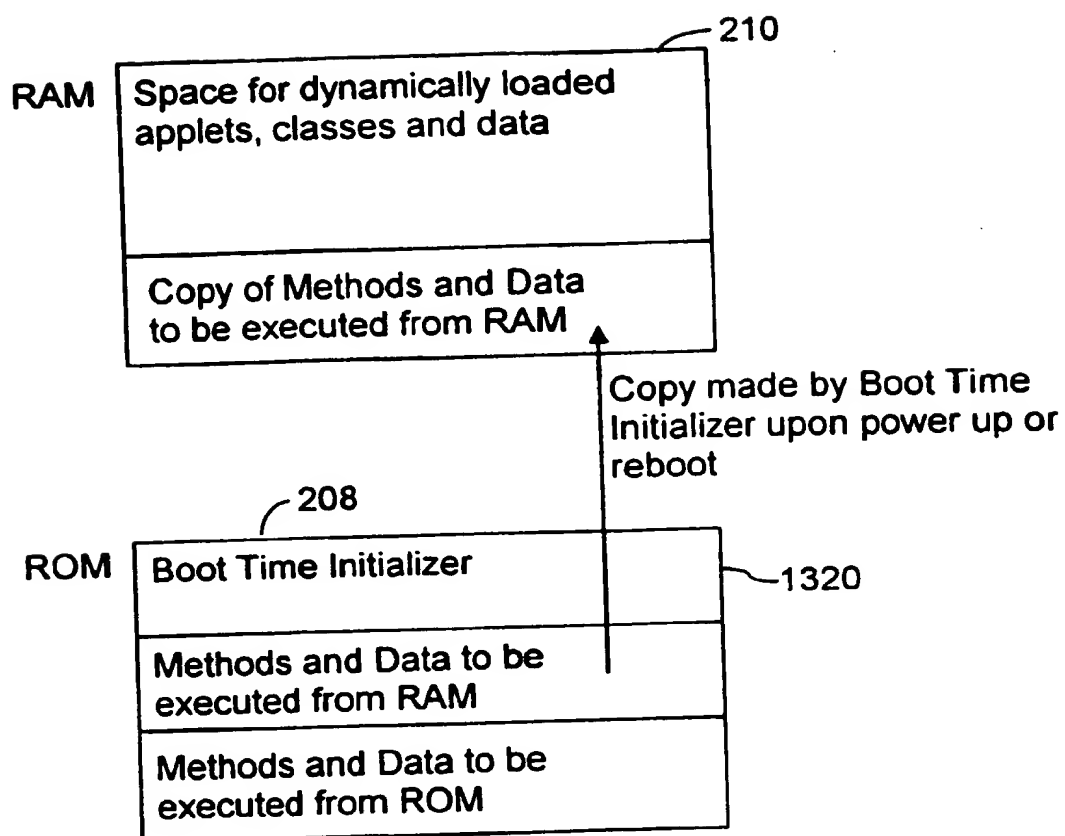 210
RAM
Space for dynamically loaded
applets, classes and data
Copy of Methods and Data
to be executed from RAM
Copy made by Boot Time
Initializer upon power up or
reboot
208
ROM
Boot Time Initializer
1320
Methods and Data to be
executed from RAM
Methods and Data to be
executed from ROM